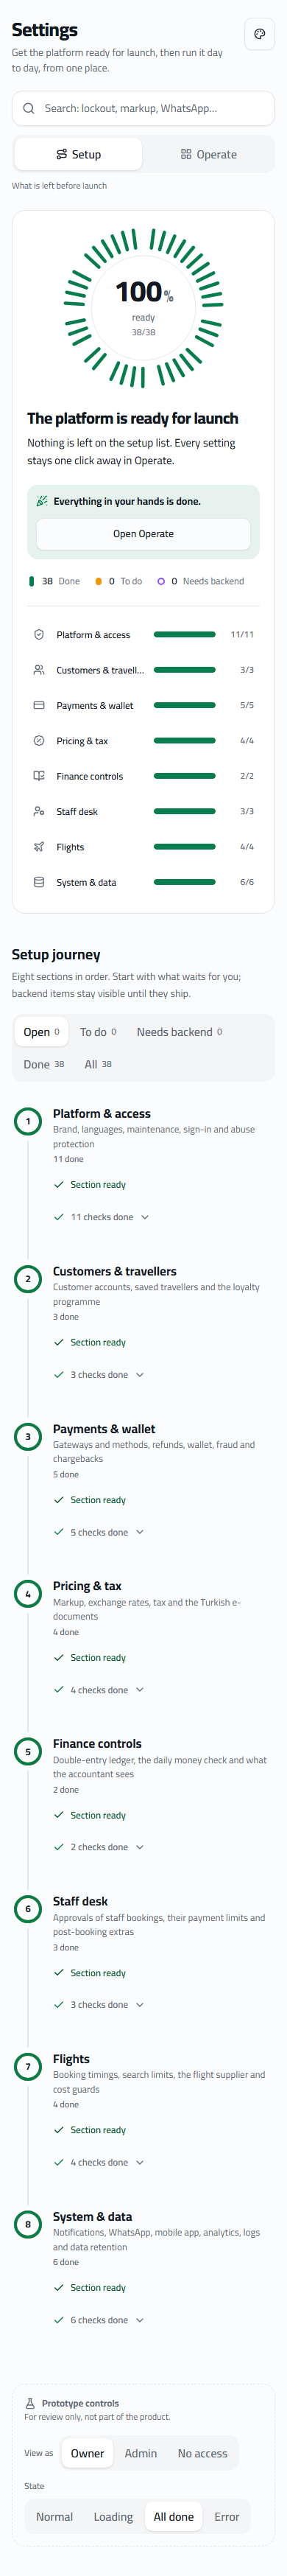 Settings
Get the platform ready for launch, then run it day
to day, from one place.
Search: lockout, markup, WhatsApp...
Setup
Operate
What is left before launch
100%
ready
38/38
The platform is ready for launch
Nothing is left on the setup list. Every setting
stays one click away in Operate.
Everything in your hands is done.
Open Operate
38 Done
0 To do
0 Needs backend
Platform & access 11/11
Customers & travell... 3/3
Payments & wallet 5/5
Pricing & tax 4/4
Finance controls 2/2
Staff desk 3/3
Flights 4/4
System & data 6/6
Setup journey
Eight sections in order. Start with what waits for you;
backend items stay visible until they ship.
Open 0
To do 0
Needs backend 0
Done 38
All 38
1
Platform & access
Brand, languages, maintenance, sign-in and abuse
protection
11 done
Section ready
11 checks done
2
Customers & travellers
Customer accounts, saved travellers and the loyalty
programme
3 done
Section ready
3 checks done
3
Payments & wallet
Gateways and methods, refunds, wallet, fraud and
chargebacks
5 done
Section ready
5 checks done
4
Pricing & tax
Markup, exchange rates, tax and the Turkish e-
documents
4 done
Section ready
4 checks done
5
Finance controls
Double-entry ledger, the daily money check and what
the accountant sees
2 done
Section ready
2 checks done
6
Staff desk
Approvals of staff bookings, their payment limits and
post-booking extras
3 done
Section ready
3 checks done
7
Flights
Booking timings, search limits, the flight supplier and
cost guards
4 done
Section ready
4 checks done
8
System & data
Notifications, WhatsApp, mobile app, analytics, logs
and data retention
6 done
Section ready
6 checks done
Prototype controls
For review only, not part of the product.
View as
Owner
Admin
No access
State
Normal
Loading
All done
Error